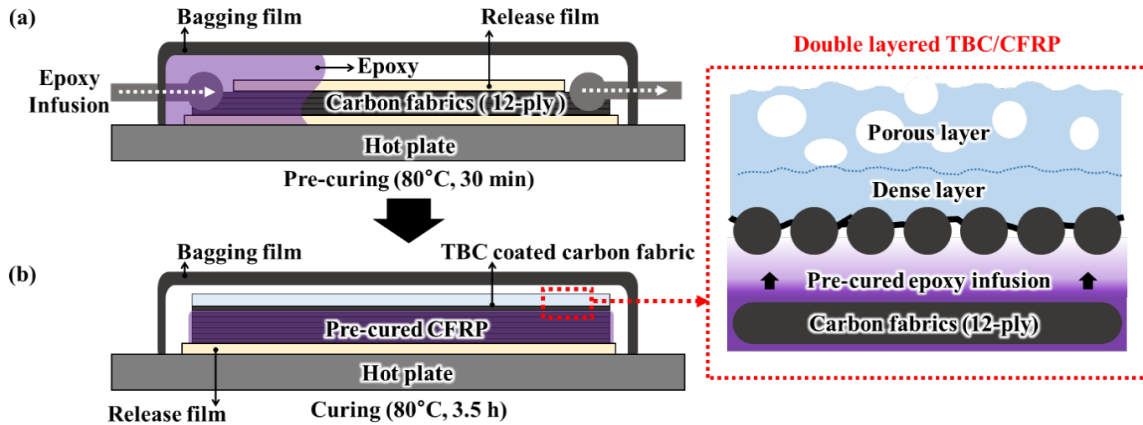 (a)
Bagging film
Release film
Epoxy
Epoxy
Infusion
Carbon fabrics (12-ply)
Hot plate
Pre-curing (80°C, 30 min)
(b)
Bagging film
TBC coated carbon fabric
Pre-cured CFRP
Hot plate
Release film
Curing (80°C, 3.5 h)
Double layered TBC/CFRP
Porous layer
Dense layer
Pre-cured epoxy infusion
Carbon fabrics (12-ply)